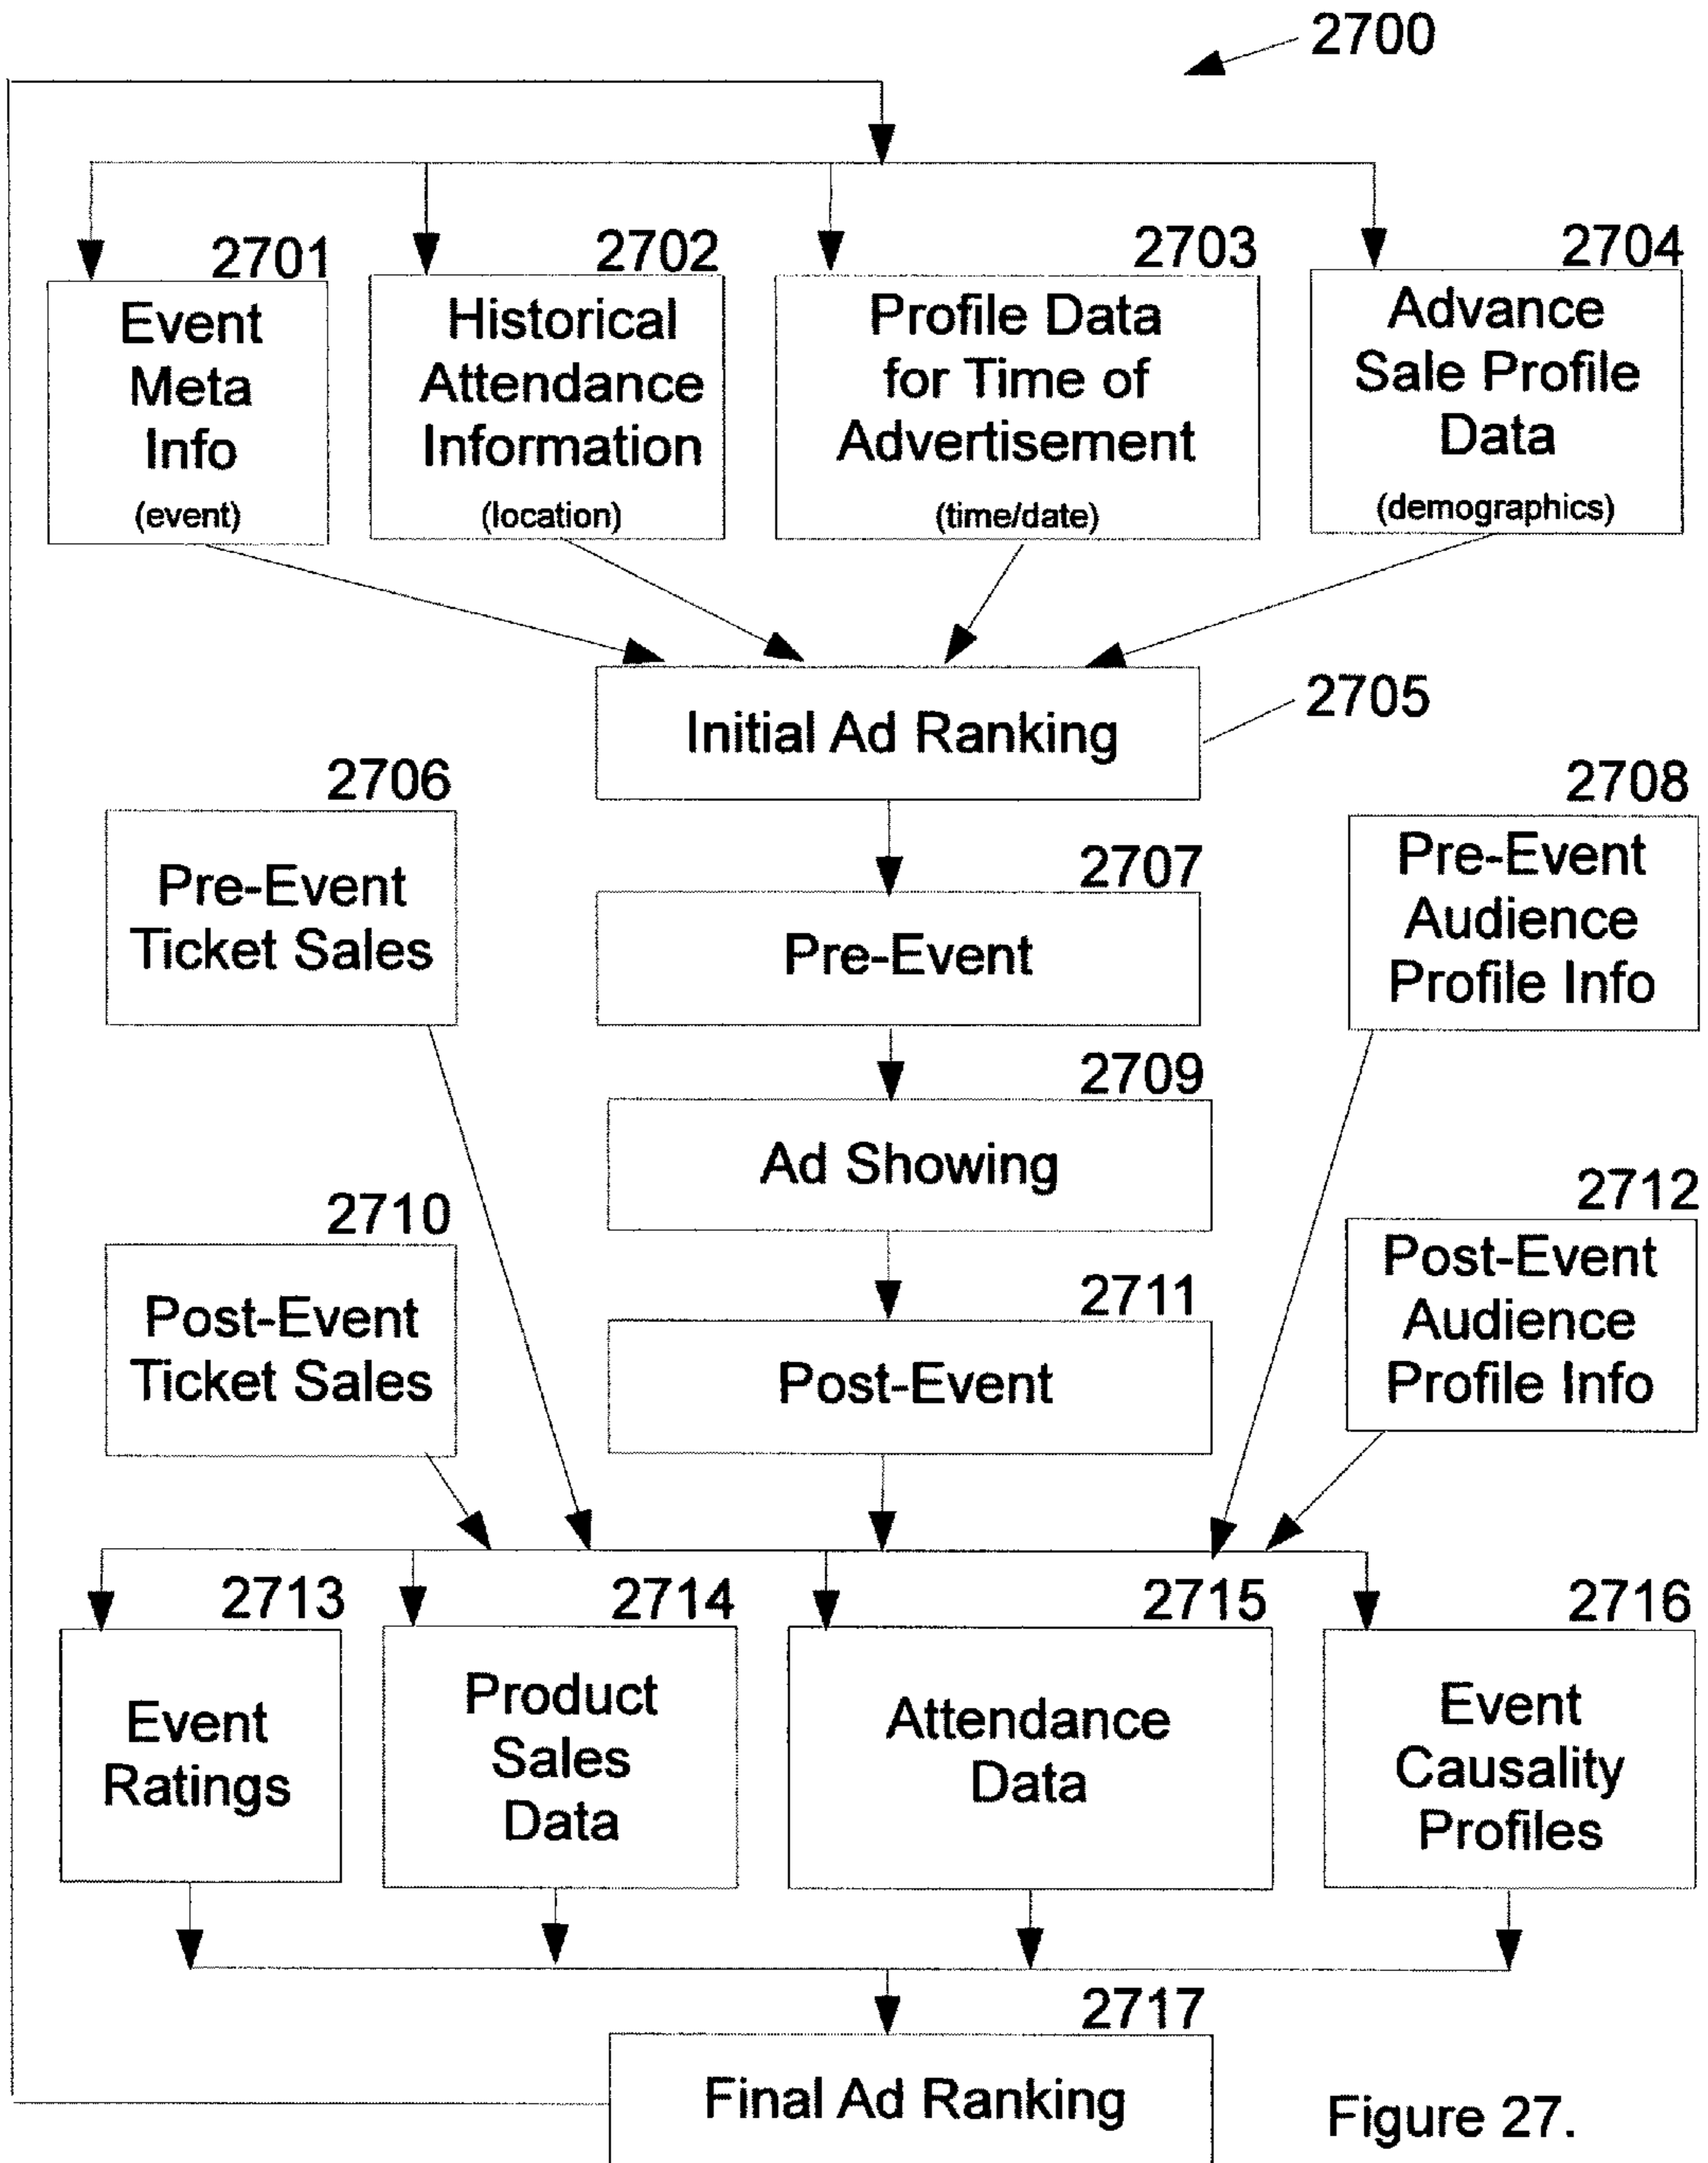 2700
2701
Event
Meta
Info
(event)
2702
Historical
Attendance
Information
(location)
2703
Profile Data
for Time of
Advertisement
(time/date)
2704
Advance
Sale Profile
Data
(demographics)
Initial Ad Ranking
2705
2706
Pre-Event
Ticket Sales
2707
Pre-Event
2708
Pre-Event
Audience
Profile Info
2709
Ad Showing
2710
Post-Event
Ticket Sales
2711
Post-Event
2712
Post-Event
Audience
Profile Info
2713
Event
Ratings
2714
Product
Sales
Data
2715
Attendance
Data
2716
Event
Causality
Profiles
2717
Final Ad Ranking
Figure 27.